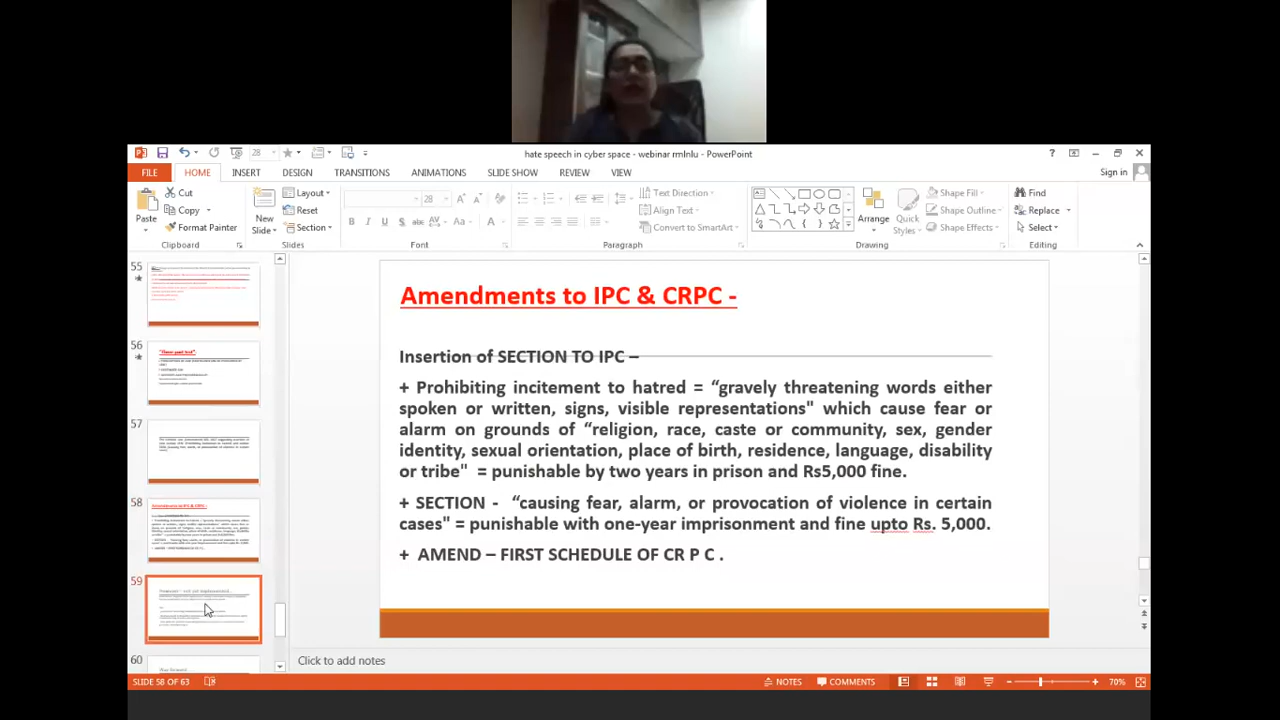 hate speech in cyber space - webinar rmlnlu - PowerPoint
28
FILE HOME INSERT DESIGN TRANSITIONS ANIMATIONS SLIDE SHOW REVIEW VIEW Sign in
Paste
Cut
Copy
Format Painter
Clipboard
New
Slide
Layout
Reset
Section
Slides
28
Font
Text Direction
Align Text
Convert to SmartArt
Paragraph
Arrange
Quick
Styles
Shape Fill
Shape Outline
Shape Effects
Drawing
Find
Replace
Select
Editing
55
56
57
58
59
60
Amendments to IPC & CRPC -
Insertion of SECTION TO IPC –
+ Prohibiting incitement to hatred = “gravely threatening words either
spoken or written, signs, visible representations" which cause fear or
alarm on grounds of “religion, race, caste or community, sex, gender
identity, sexual orientation, place of birth, residence, language, disability
or tribe" = punishable by two years in prison and Rs5,000 fine.
+ SECTION - “causing fear, alarm, or provocation of violence in certain
cases" = punishable with one-year imprisonment and fine upto Rs. 5,000.
+ AMEND – FIRST SCHEDULE OF CR P C .
Click to add notes
SLIDE 58 OF 63
NOTES COMMENTS 70%